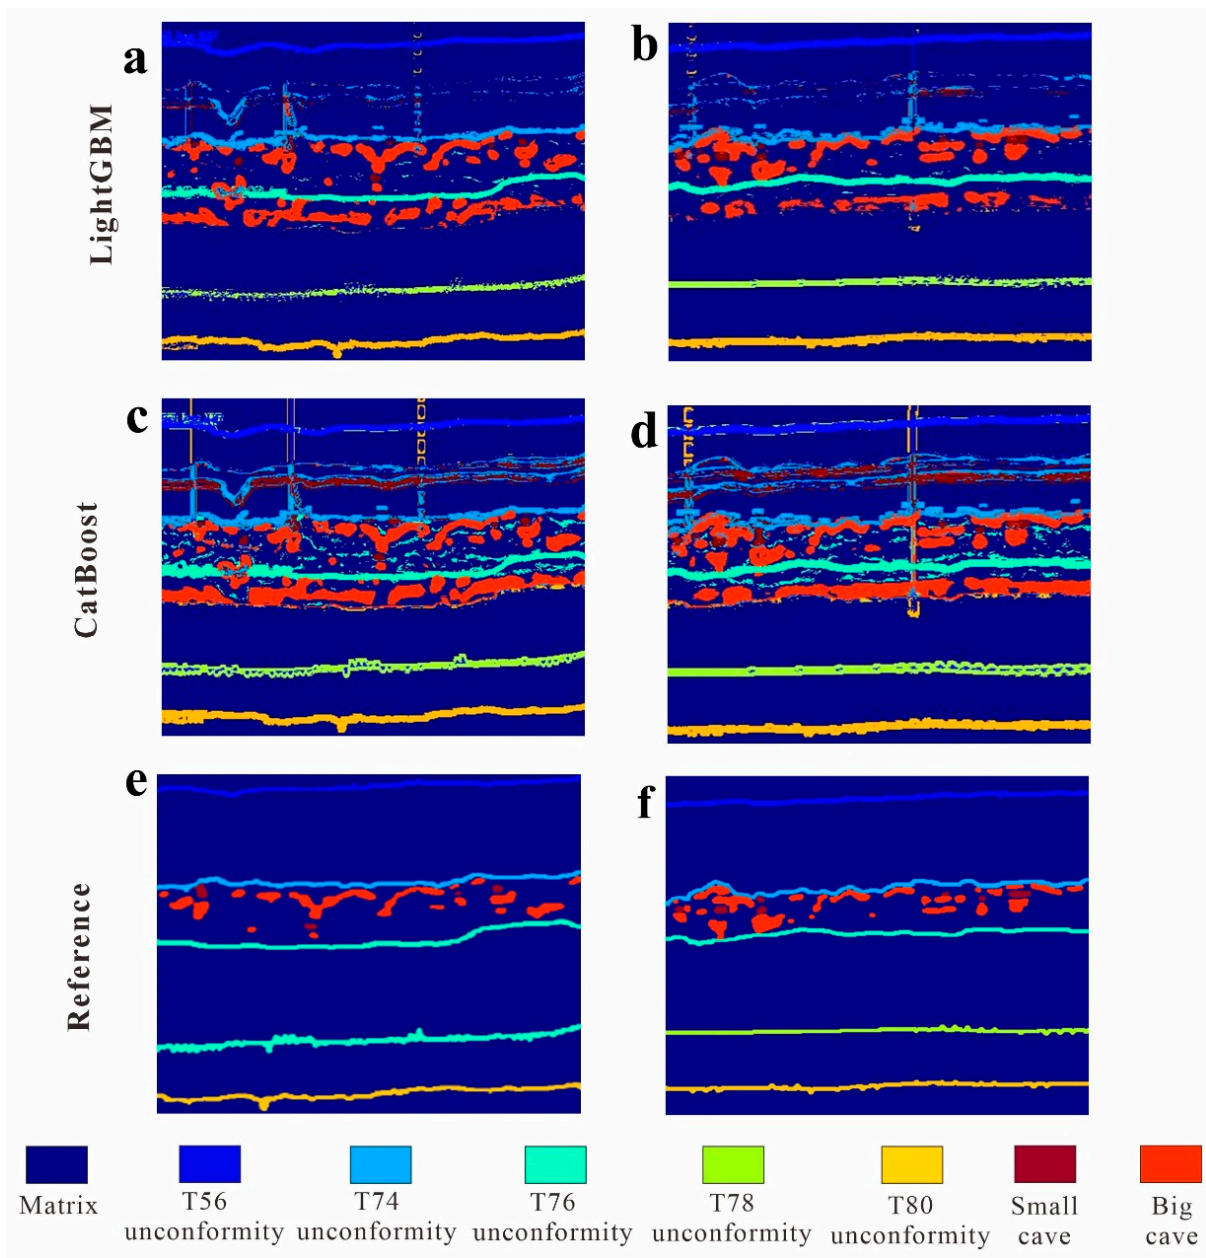 a
b
LightGBM
c
d
CatBoost
e
f
Reference
Matrix
T56
unconformity
T74
unconformity
T76
unconformity
T78
unconformity
T80
unconformity
Small
cave
Big
cave